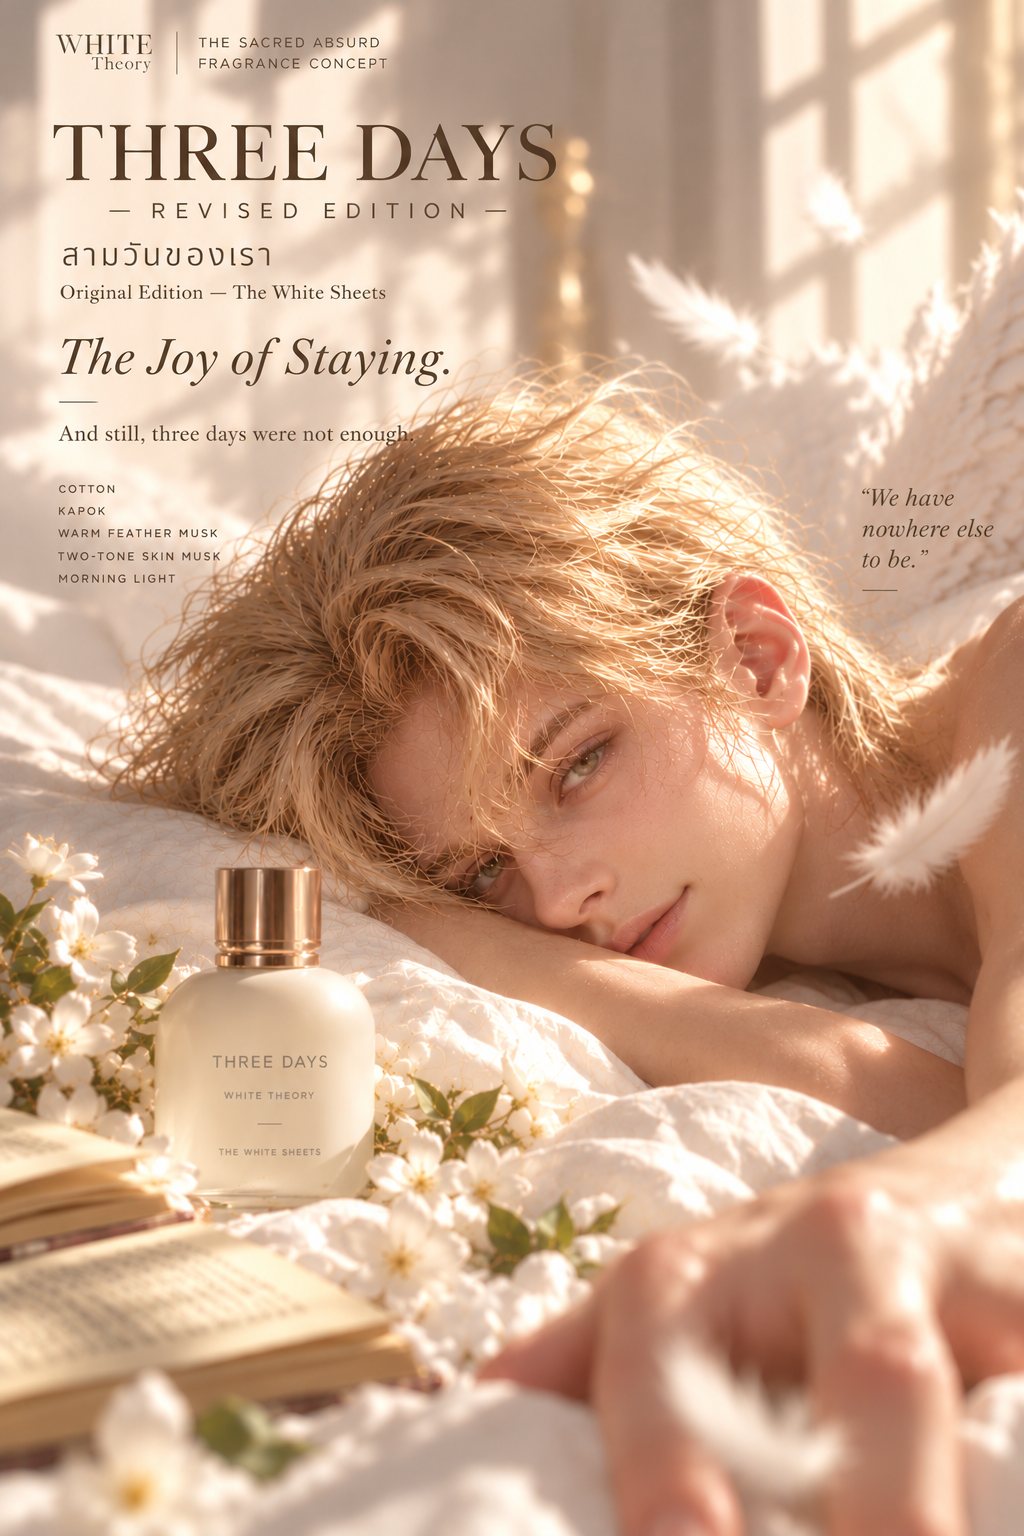 WHITE
Theory
THE SACRED ABSURD
FRAGRANCE CONCEPT
THREE DAYS
— REVISED EDITION —
สามวันของเรา
Original Edition — The White Sheets
The Joy of Staying.
And still, three days were not enough.
COTTON
KAPOK
WARM FEATHER MUSK
TWO-TONE SKIN MUSK
MORNING LIGHT
“We have
nowhere else
to be.”
THREE DAYS
WHITE THEORY
THE WHITE SHEETS